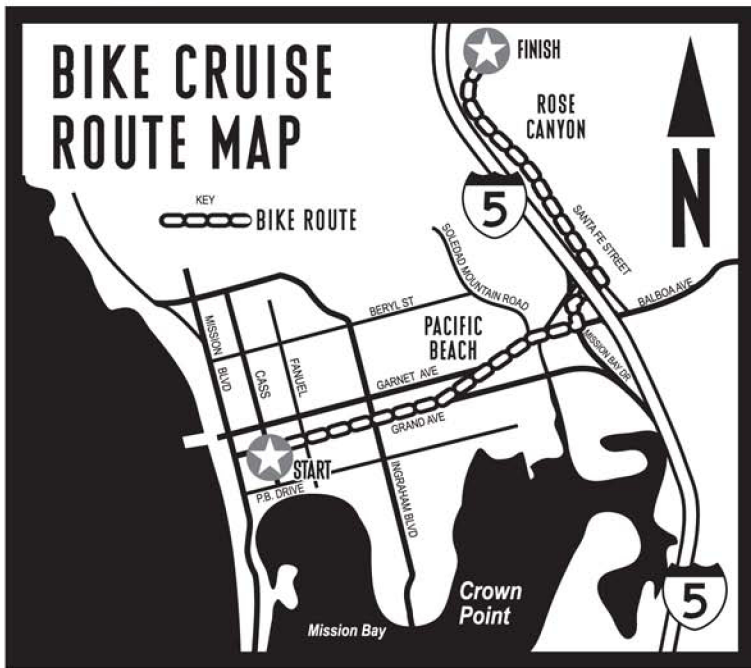 BIKE CRUISE
ROUTE MAP
FINISH
ROSE
CANYON
N
KEY
BIKE ROUTE
5
SANTA FE STREET
SOLEDAD MOUNTAIN ROAD
BALBOA AVE
BERYL ST
PACIFIC
BEACH
MISSION BAY DR
MISSION BLVD
CASS
FANUEL
GARNET AVE
GRAND AVE
START
P.B. DRIVE
INGRAHAM BLVD
Crown
Point
5
Mission Bay